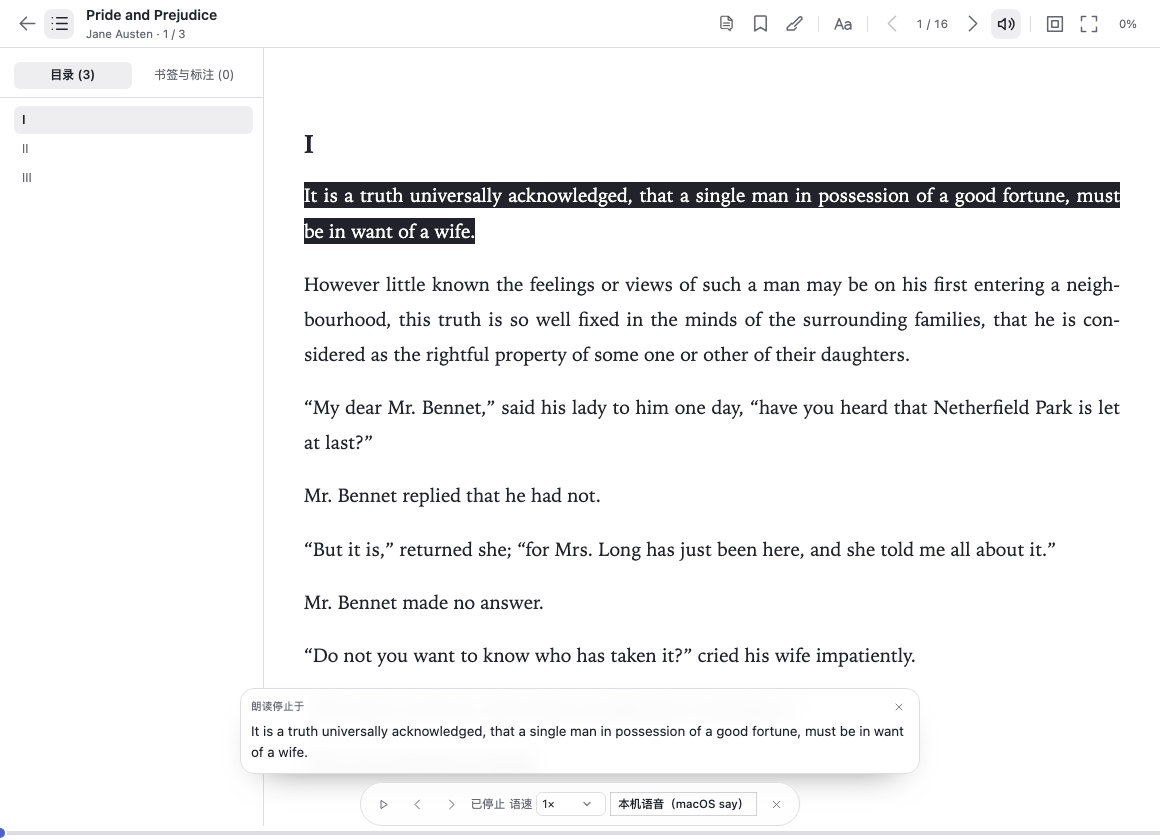 Pride and Prejudice
Jane Austen · 1 / 3
Aa
1 / 16
0%
目录 (3)
书签与标注 (0)
I
II
III
I
It is a truth universally acknowledged, that a single man in possession of a good fortune, must
be in want of a wife.
However little known the feelings or views of such a man may be on his first entering a neigh-
bourhood, this truth is so well fixed in the minds of the surrounding families, that he is con-
sidered as the rightful property of some one or other of their daughters.
“My dear Mr. Bennet,” said his lady to him one day, “have you heard that Netherfield Park is let
at last?”
Mr. Bennet replied that he had not.
“But it is,” returned she; “for Mrs. Long has just been here, and she told me all about it.”
Mr. Bennet made no answer.
“Do not you want to know who has taken it?” cried his wife impatiently.
朗读停止于
It is a truth universally acknowledged, that a single man in possession of a good fortune, must be in want
of a wife.
已停止 语速 1× 本机语音（macOS say）